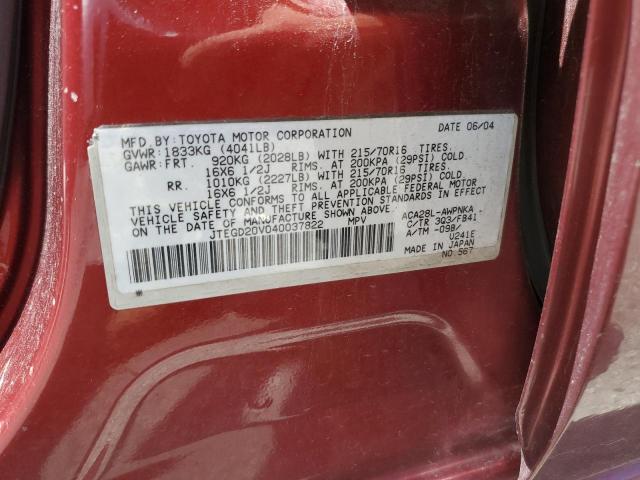 MFD BY: TOYOTA MOTOR CORPORATION DATE 06/04
GVWR: 1833KG (4041LB)
GAWR: FRT. 920KG (2028LB) WITH 215/70R16 TIRES.
16X6 1/2J RIMS. AT 200KPA (29PSI) COLD.
RR. 1010KG (2227LB) WITH 215/70R16 TIRES.
16X6 1/2J RIMS. AT 200KPA (29PSI) COLD.
THIS VEHICLE CONFORMS TO ALL APPLICABLE FEDERAL MOTOR
VEHICLE SAFETY AND BUMPER STANDARDS IN EFFECT
ON THE DATE OF MANUFACTURE SHOWN ABOVE.
JTEGD20V040037822 MPV
ACA28L-AWPNKA
C/TR 3Q3/FB41
A/TM -09B/
U241E
MADE IN JAPAN
NO.567